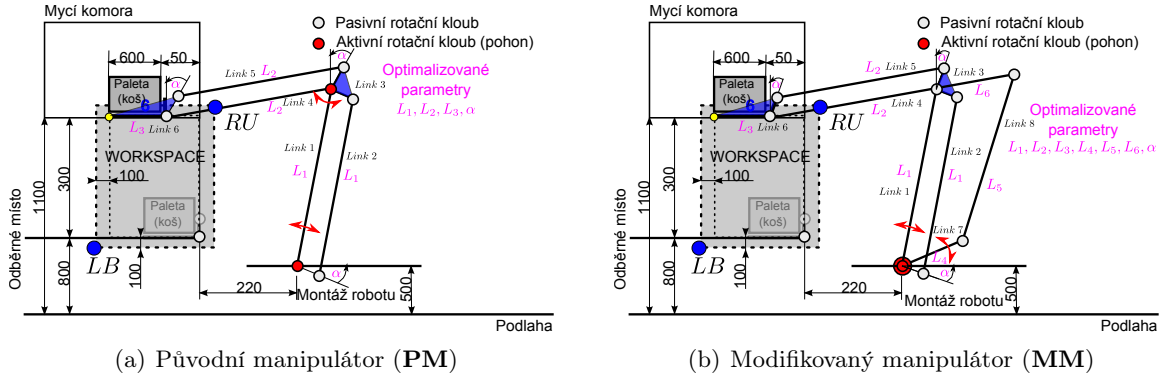 Mycí komora
Pasivní rotační kloub
Aktivní rotační kloub (pohon)
600
50
α
α
Link 5
L2
Link 3
Optimalizované
parametry
L1, L2, L3, α
Paleta
(koš)
6
L2
Link 4
RU
L3
Link 6
WORKSPACE
Link 1
Link 2
L1
L1
100
300
1100
Odběrné místo
Paleta
(koš)
LB
100
800
α
220
Montáž robotu
500
Podlaha
(a) Původní manipulátor (PM)
Mycí komora
Pasivní rotační kloub
Aktivní rotační kloub (pohon)
600
50
α
α
Link 5
L2
Link 3
L6
Paleta
(koš)
6
L2
Link 4
RU
Link 8
Optimalizované
parametry
L1, L2, L3, L4, L5, L6, α
L3
Link 6
WORKSPACE
Link 2
L1
L1
Link 1
L5
100
300
1100
Odběrné místo
Paleta
(koš)
Link 7
L4
LB
100
800
α
220
Montáž robotu
500
Podlaha
(b) Modifikovaný manipulátor (MM)